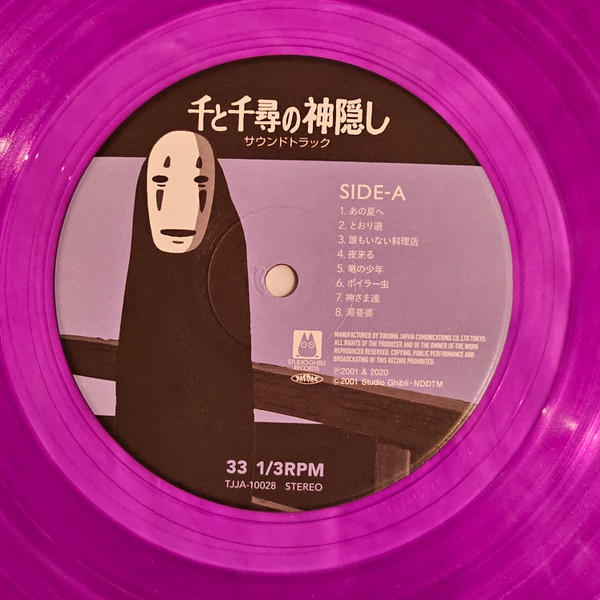 千と千尋の神隠し
サウンドトラック
SIDE-A
1. あの夏へ
2. とおり道
3. 誰もいない料理店
4. 夜来る
5. 竜の少年
6. ボイラー虫
7. 神さま達
8. 湯婆婆
MANUFACTURED BY TOKUMA JAPAN COMUNICATIONS CO.,LTD TOKYO.
ALL RIGHTS OF THE PRODUCER AND OF THE OWNER OF THE WORK
REPRODUCED RESERVED. COPYING, PUBLIC PERFORMANCE AND
BROADCASTING OF THIS RECORD PROHIBITED.
STUDIO GHIBLI
RECORDS
℗2001 & 2020
©2001 Studio Ghibli・NDDTM
33 1/3RPM
TJJA-10028 STEREO